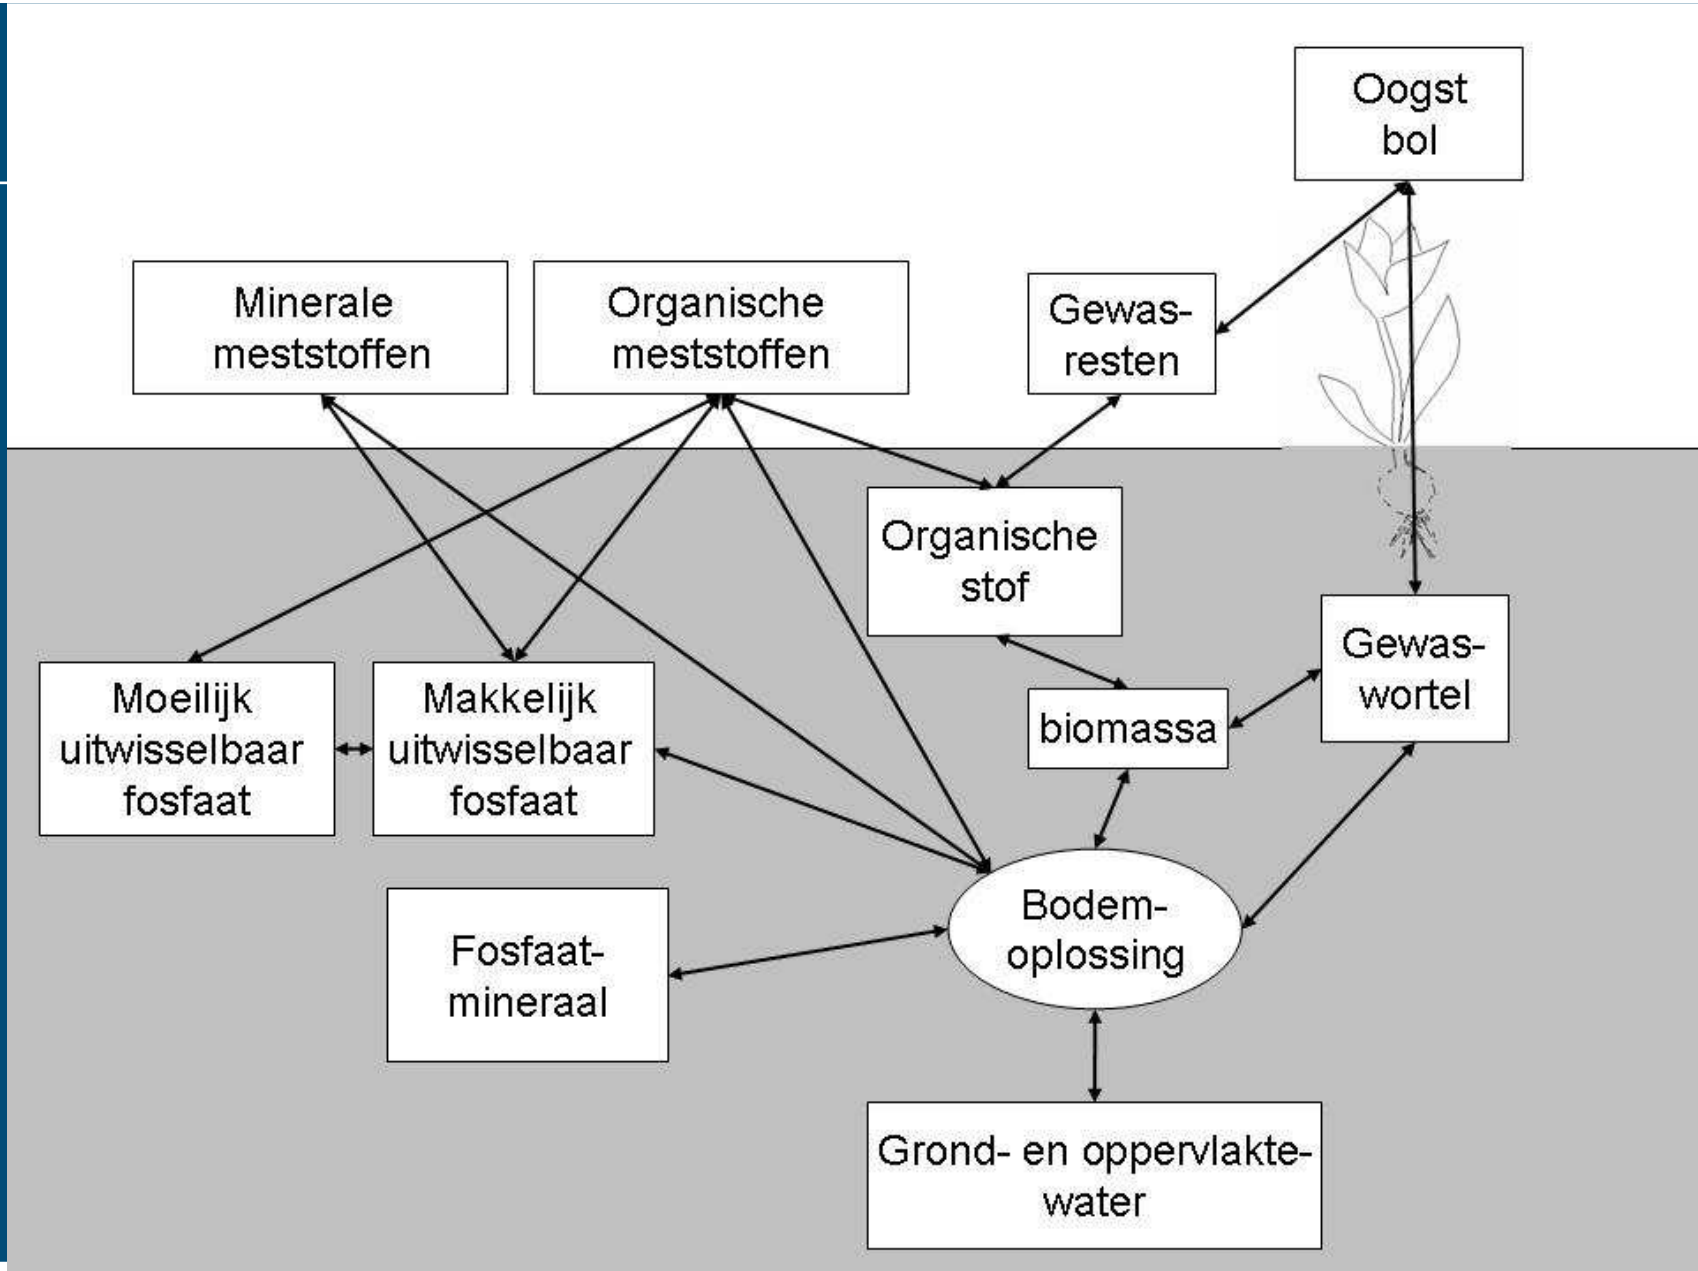 Oogst
bol
Minerale
meststoffen
Organische
meststoffen
Gewas-
resten
Organische
stof
Gewas-
wortel
Moeilijk
uitwisselbaar
fosfaat
Makkelijk
uitwisselbaar
fosfaat
biomassa
Fosfaat-
mineraal
Bodem-
oplossing
Grond- en oppervlakte-
water